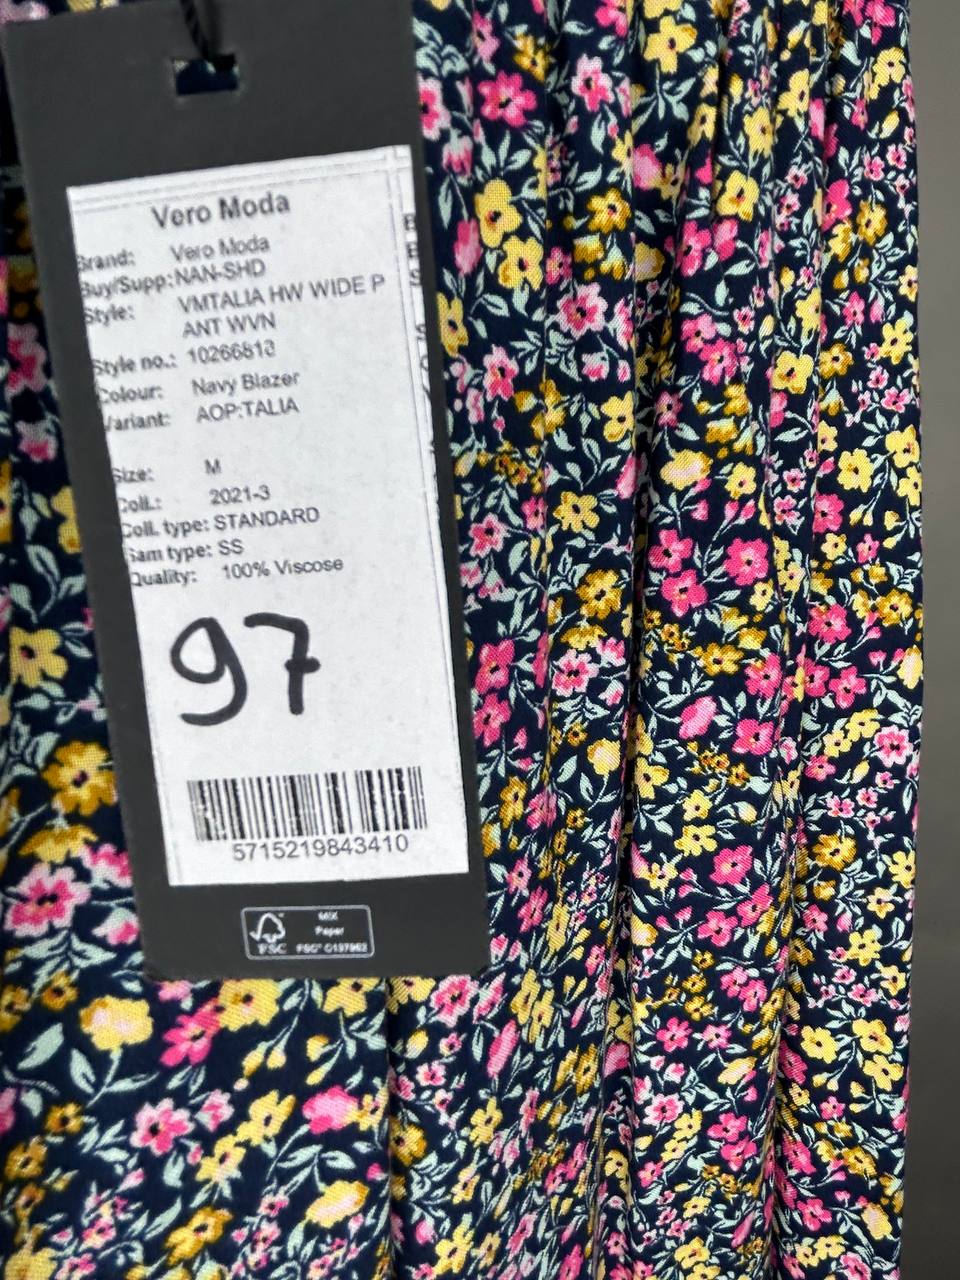 Vero Moda
Brand: Vero Moda
Buy/Supp: NAN-SHD
Style: VMTALIA HW WIDE P
ANT WVN
Style no.:
Colour: Navy Blazer
Variant: AOP:TALIA
Size: M
Coll.: 2021-3
Coll. type: STANDARD
Sam type: SS
Quality: 100% Viscose
97
5715219843410
FSC
MIX
Paper